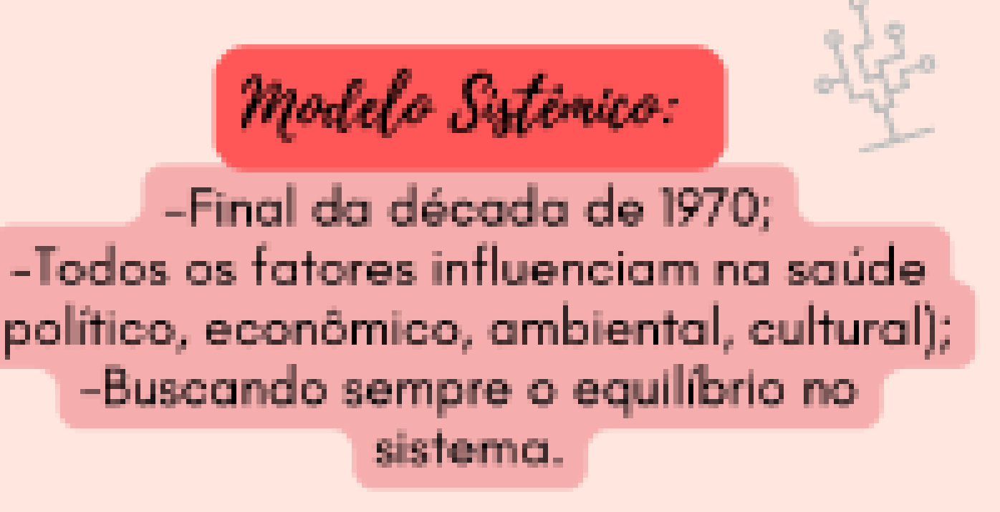 Modelo Sistêmico:
-Final da década de 1970;
-Todos os fatores influenciam na saúde
político, econômico, ambiental, cultural);
-Buscando sempre o equilíbrio no
sistema.